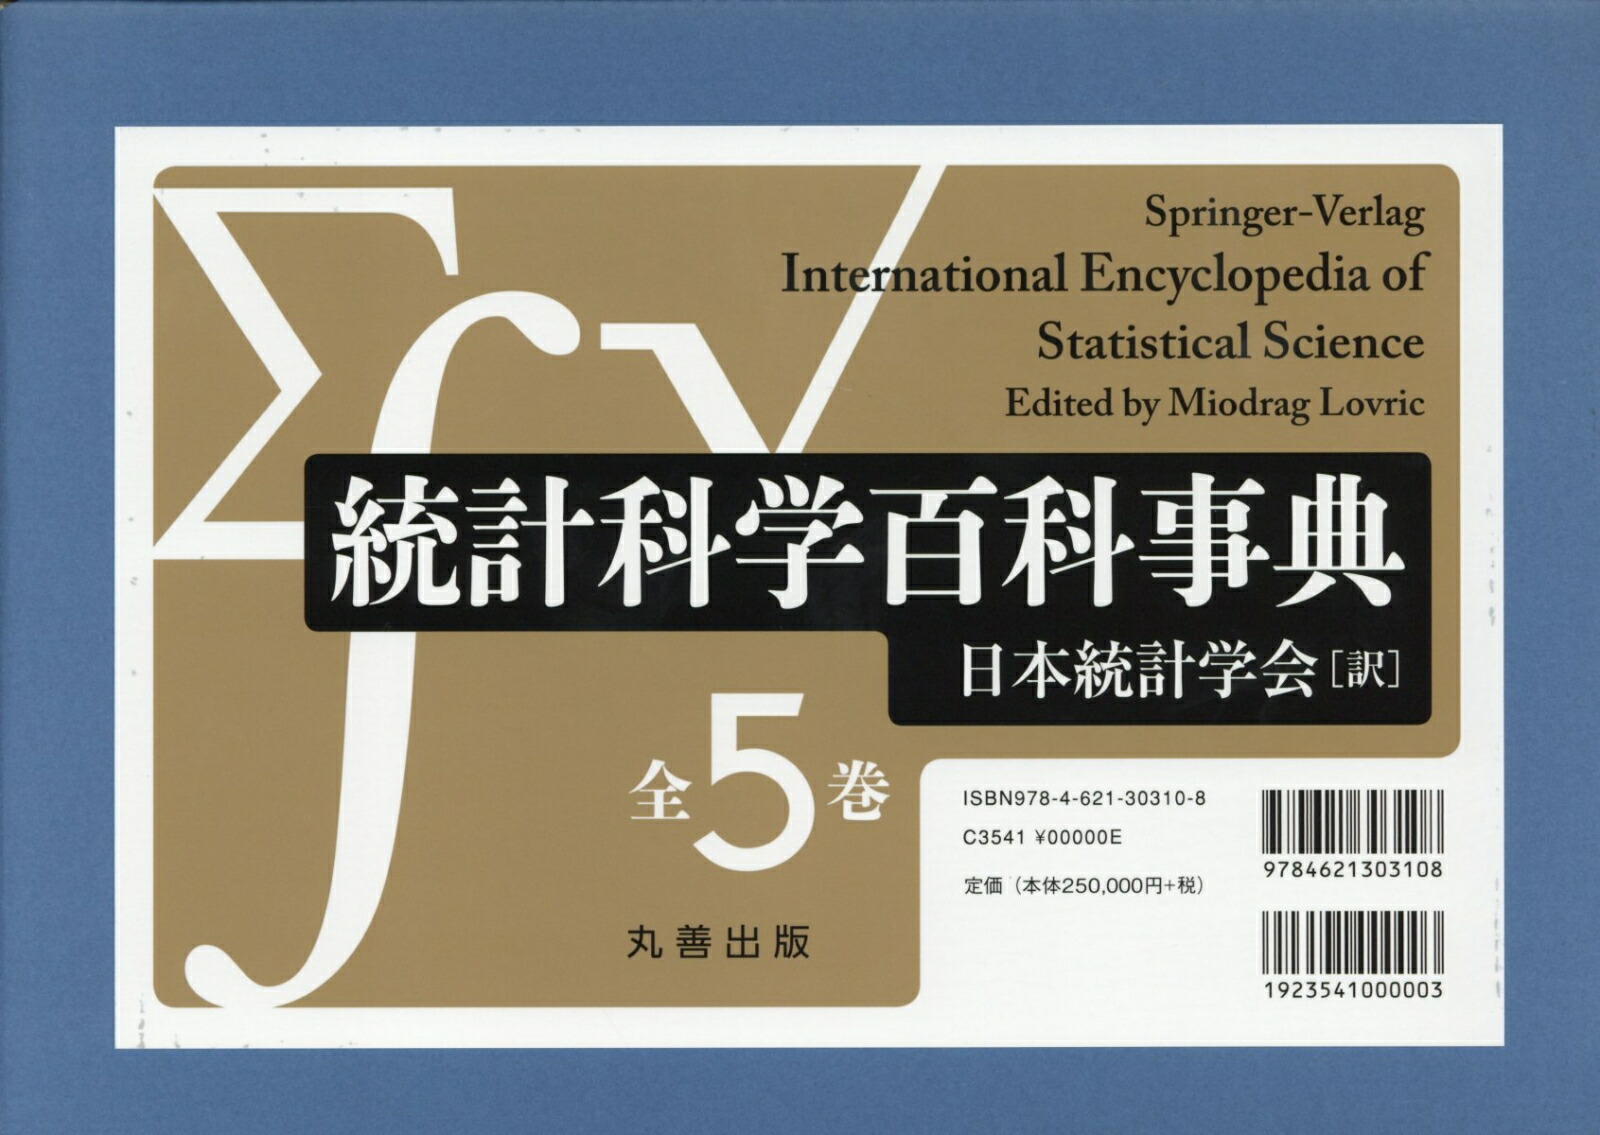 Springer-Verlag
International Encyclopedia of
Statistical Science
Edited by Miodrag Lovric
統計科学百科事典
日本統計学会[訳]
全5巻
丸善出版
ISBN978-4-621-30310-8
C3541 ¥00000E
定価(本体250,000円+税)
9784621303108
1923541000003